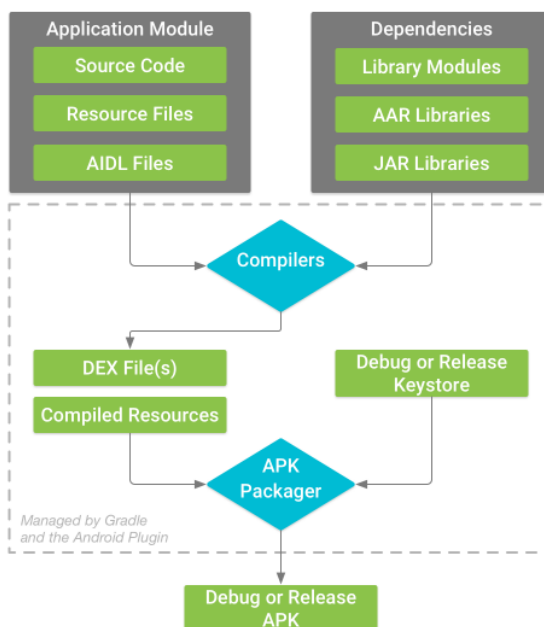 Application Module
Source Code
Resource Files
AIDL Files
Dependencies
Library Modules
AAR Libraries
JAR Libraries
Compilers
DEX File(s)
Compiled Resources
Debug or Release
Keystore
APK
Packager
Managed by Gradle
and the Android Plugin
Debug or Release
APK